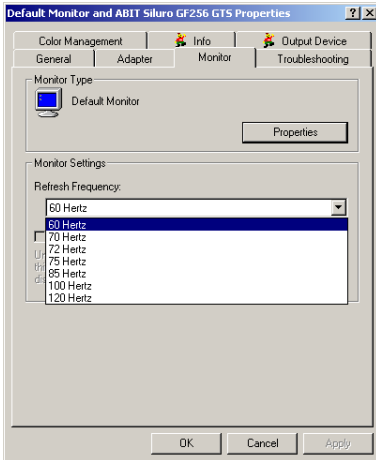 Default Monitor and ABIT Siluro GF256 GTS Properties
Color Management Info Output Device
General Adapter Monitor Troubleshooting
Monitor Type
Default Monitor
Properties
Monitor Settings
Refresh Frequency:
60 Hertz
60 Hertz
70 Hertz
72 Hertz
75 Hertz
85 Hertz
100 Hertz
120 Hertz
OK Cancel Apply